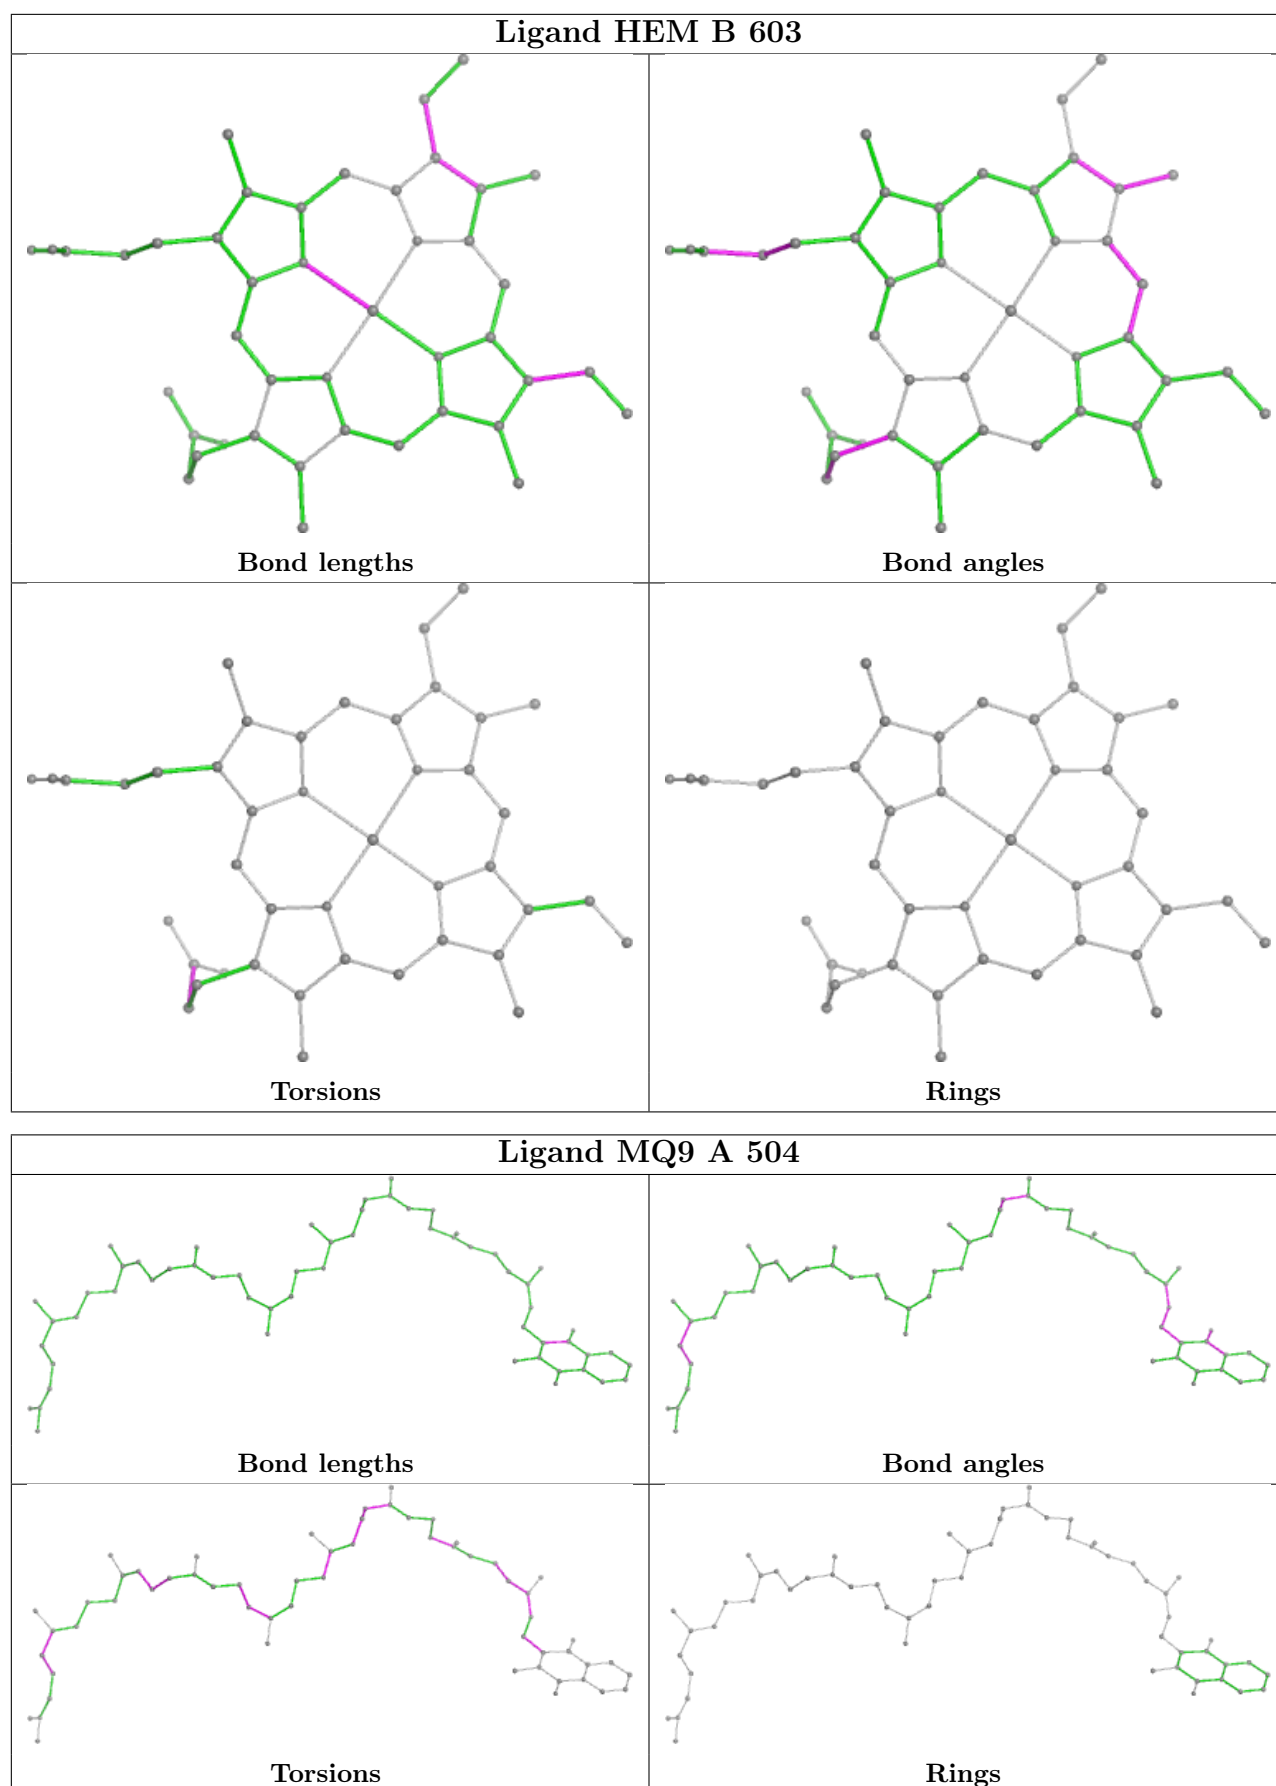 Ligand HEM B 603
Bond lengths
Bond angles
Torsions
Rings
Ligand MQ9 A 504
Bond lengths
Bond angles
Torsions
Rings